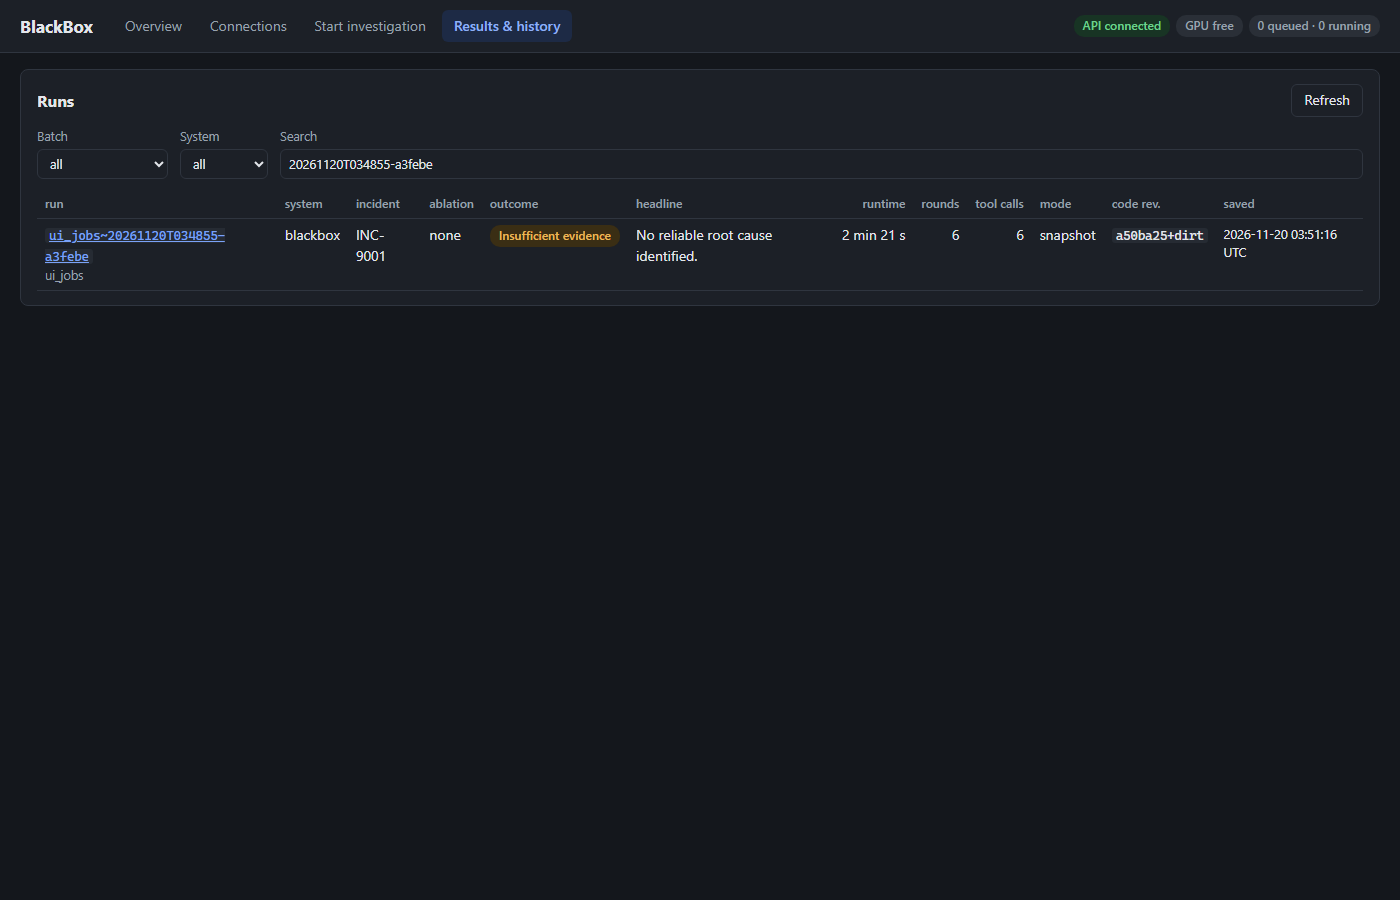 BlackBox Overview Connections Start investigation Results & history API connected GPU free 0 queued · 0 running
Runs Refresh
Batch System Search
all all 20261120T034855-a3febe
run system incident ablation outcome headline runtime rounds tool calls mode code rev. saved
ui_jobs~20261120T034855- blackbox INC- none Insufficient evidence No reliable root cause 2 min 21 s 6 6 snapshot a50ba25+dirt 2026-11-20 03:51:16
a3febe 9001 identified. UTC
ui_jobs